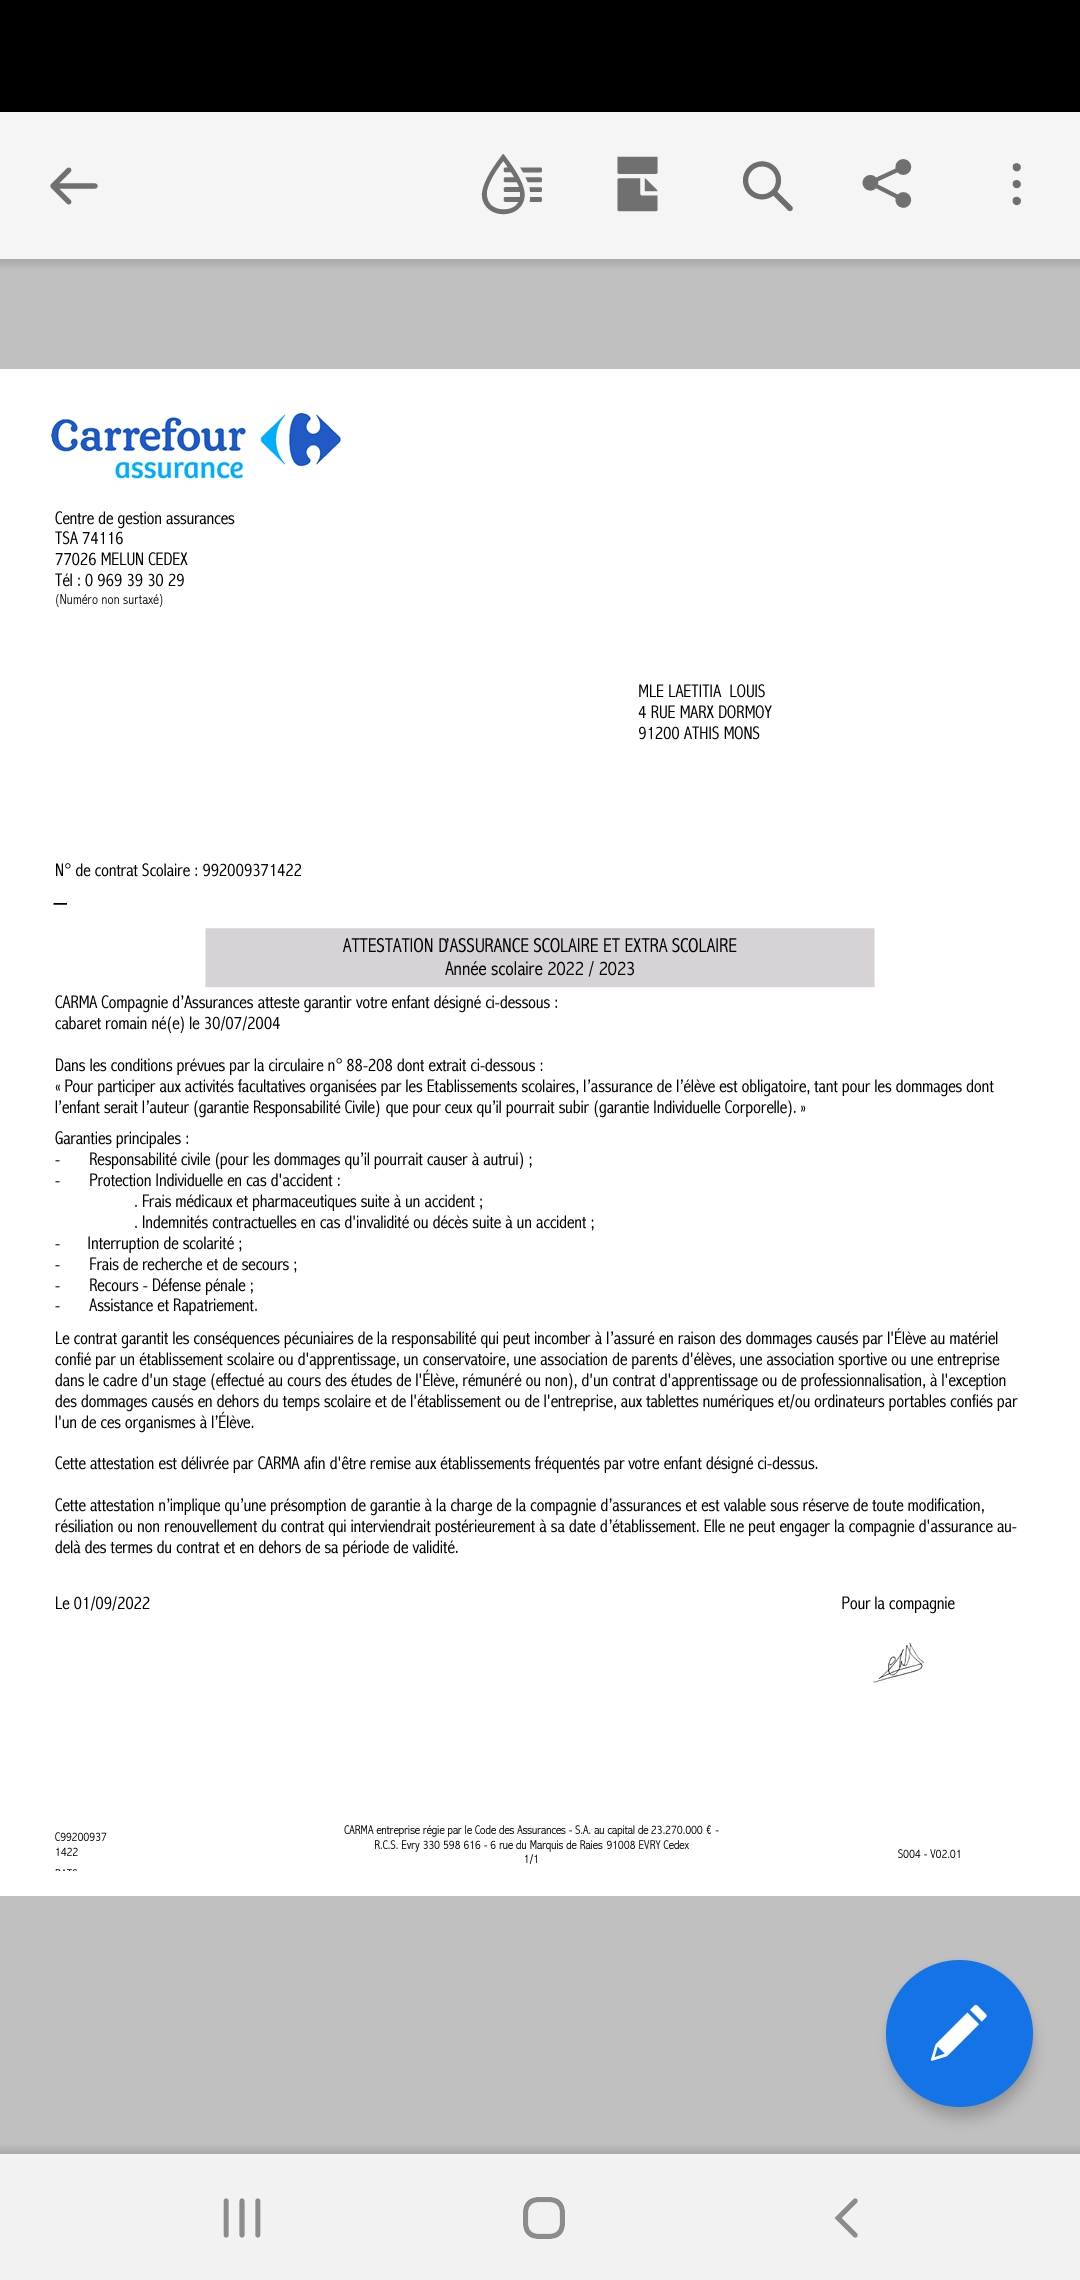 Carrefour
assurance
Centre de gestion assurances
TSA 74116
77026 MELUN CEDEX
Tél : 0 969 39 30 29
(Numéro non surtaxé)
MLE LAETITIA  LOUIS
4 RUE MARX DORMOY
91200 ATHIS MONS
N° de contrat Scolaire : 992009371422
ATTESTATION D'ASSURANCE SCOLAIRE ET EXTRA SCOLAIRE
Année scolaire 2022 / 2023
CARMA Compagnie d'Assurances atteste garantir votre enfant désigné ci-dessous :
cabaret romain né(e) le 30/07/2004
Dans les conditions prévues par la circulaire n° 88-208 dont extrait ci-dessous :
« Pour participer aux activités facultatives organisées par les Etablissements scolaires, l'assurance de l'élève est obligatoire, tant pour les dommages dont
l'enfant serait l'auteur (garantie Responsabilité Civile) que pour ceux qu'il pourrait subir (garantie Individuelle Corporelle). »
Garanties principales :
- Responsabilité civile (pour les dommages qu'il pourrait causer à autrui) ;
- Protection Individuelle en cas d'accident :
. Frais médicaux et pharmaceutiques suite à un accident ;
. Indemnités contractuelles en cas d'invalidité ou décès suite à un accident ;
- Interruption de scolarité ;
- Frais de recherche et de secours ;
- Recours - Défense pénale ;
- Assistance et Rapatriement.
Le contrat garantit les conséquences pécuniaires de la responsabilité qui peut incomber à l'assuré en raison des dommages causés par l'Élève au matériel
confié par un établissement scolaire ou d'apprentissage, un conservatoire, une association de parents d'élèves, une association sportive ou une entreprise
dans le cadre d'un stage (effectué au cours des études de l'Élève, rémunéré ou non), d'un contrat d'apprentissage ou de professionnalisation, à l'exception
des dommages causés en dehors du temps scolaire et de l'établissement ou de l'entreprise, aux tablettes numériques et/ou ordinateurs portables confiés par
l'un de ces organismes à l'Élève.
Cette attestation est délivrée par CARMA afin d'être remise aux établissements fréquentés par votre enfant désigné ci-dessus.
Cette attestation n'implique qu'une présomption de garantie à la charge de la compagnie d'assurances et est valable sous réserve de toute modification,
résiliation ou non renouvellement du contrat qui interviendrait postérieurement à sa date d'établissement. Elle ne peut engager la compagnie d'assurance au-
delà des termes du contrat et en dehors de sa période de validité.
Le 01/09/2022
Pour la compagnie
C99200937
1422
CARMA entreprise régie par le Code des Assurances - S.A. au capital de 23.270.000 € -
R.C.S. Evry 330 598 616 - 6 rue du Marquis de Raies 91008 EVRY Cedex
1/1
S004 - V02.01